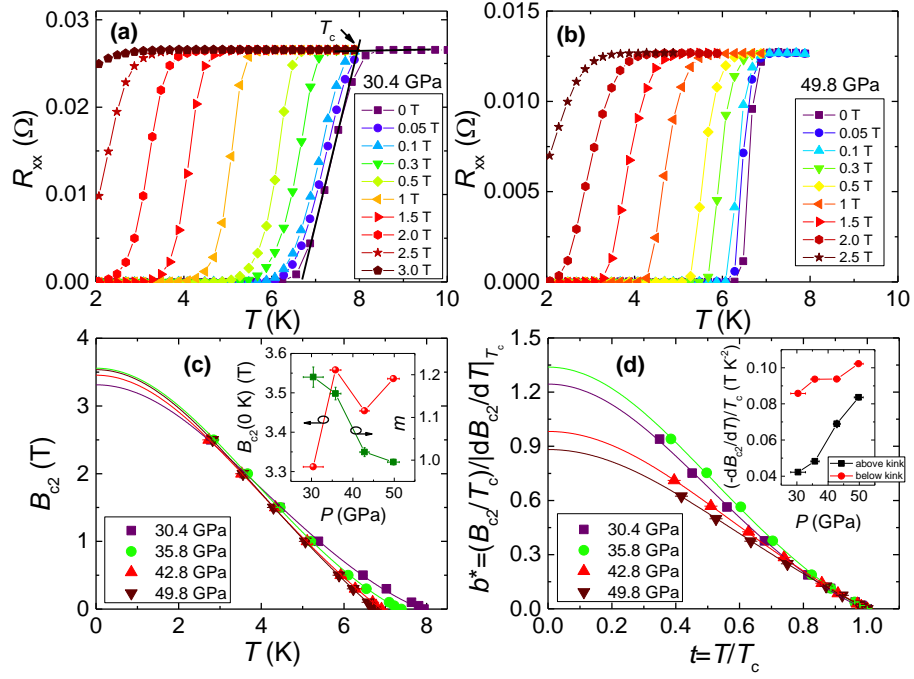 (a)
T_c
30.4 GPa
0 T
0.05 T
0.1 T
0.3 T
0.5 T
1 T
1.5 T
2.0 T
2.5 T
3.0 T
R_xx (Ω)
0.03
0.02
0.01
0.00
2 4 6 8 10
T (K)
(b)
49.8 GPa
0 T
0.05 T
0.1 T
0.3 T
0.5 T
1 T
1.5 T
2.0 T
2.5 T
R_xx (Ω)
0.015
0.010
0.005
0.000
2 4 6 8 10
T (K)
(c)
B_c2 (T)
4
3
2
1
0
0 2 4 6 8
T (K)
30.4 GPa
35.8 GPa
42.8 GPa
49.8 GPa
B_c2(0 K) (T)
3.6
3.5
3.4
3.3
1.2
1.1
1.0
m
30 40 50
P (GPa)
(d)
b*=(B_c2/T_c)/|dB_c2/dT|_T_c
1.5
1.2
0.9
0.6
0.3
0.0
0.0 0.2 0.4 0.6 0.8 1.0
t=T/T_c
30.4 GPa
35.8 GPa
42.8 GPa
49.8 GPa
(-dB_c2/dT)/T_c (T K⁻²)
0.10
0.08
0.06
0.04
above kink
below kink
30 40 50
P (GPa)